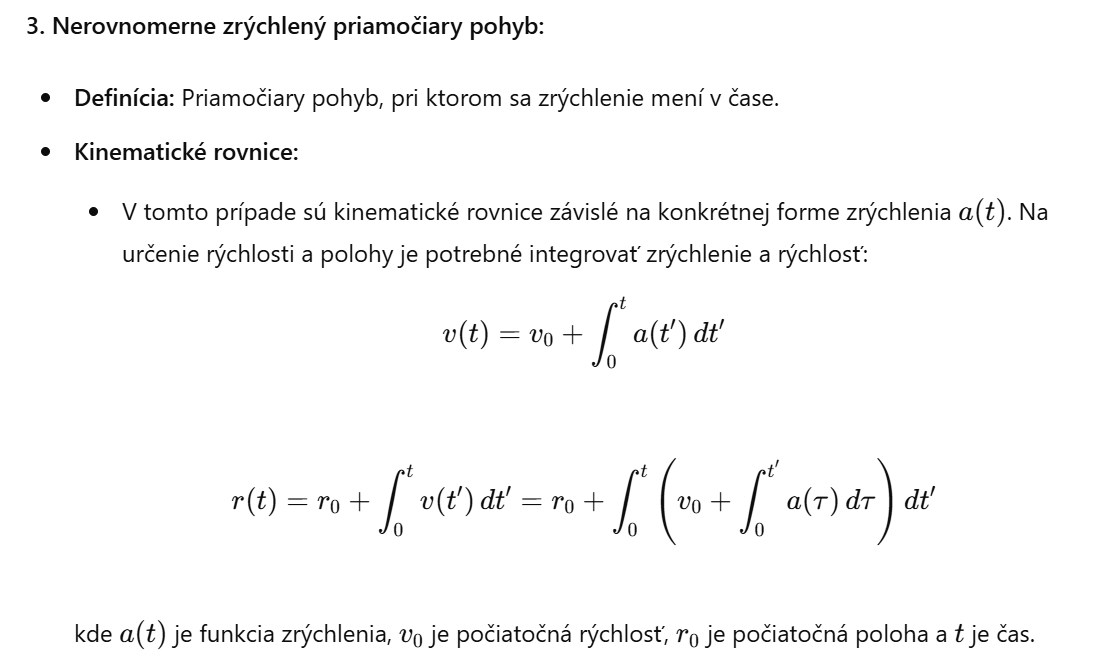 3. Nerovnomerne zrýchlený priamočiary pohyb:
• Definícia: Priamočiary pohyb, pri ktorom sa zrýchlenie mení v čase.
• Kinematické rovnice:
• V tomto prípade sú kinematické rovnice závislé na konkrétnej forme zrýchlenia a(t). Na
určenie rýchlosti a polohy je potrebné integrovať zrýchlenie a rýchlosť:
v(t) = v₀ + ∫₀ᵗ a(t′) dt′
r(t) = r₀ + ∫₀ᵗ v(t′) dt′ = r₀ + ∫₀ᵗ (v₀ + ∫₀ᵗ′ a(τ) dτ) dt′
kde a(t) je funkcia zrýchlenia, v₀ je počiatočná rýchlosť, r₀ je počiatočná poloha a t je čas.